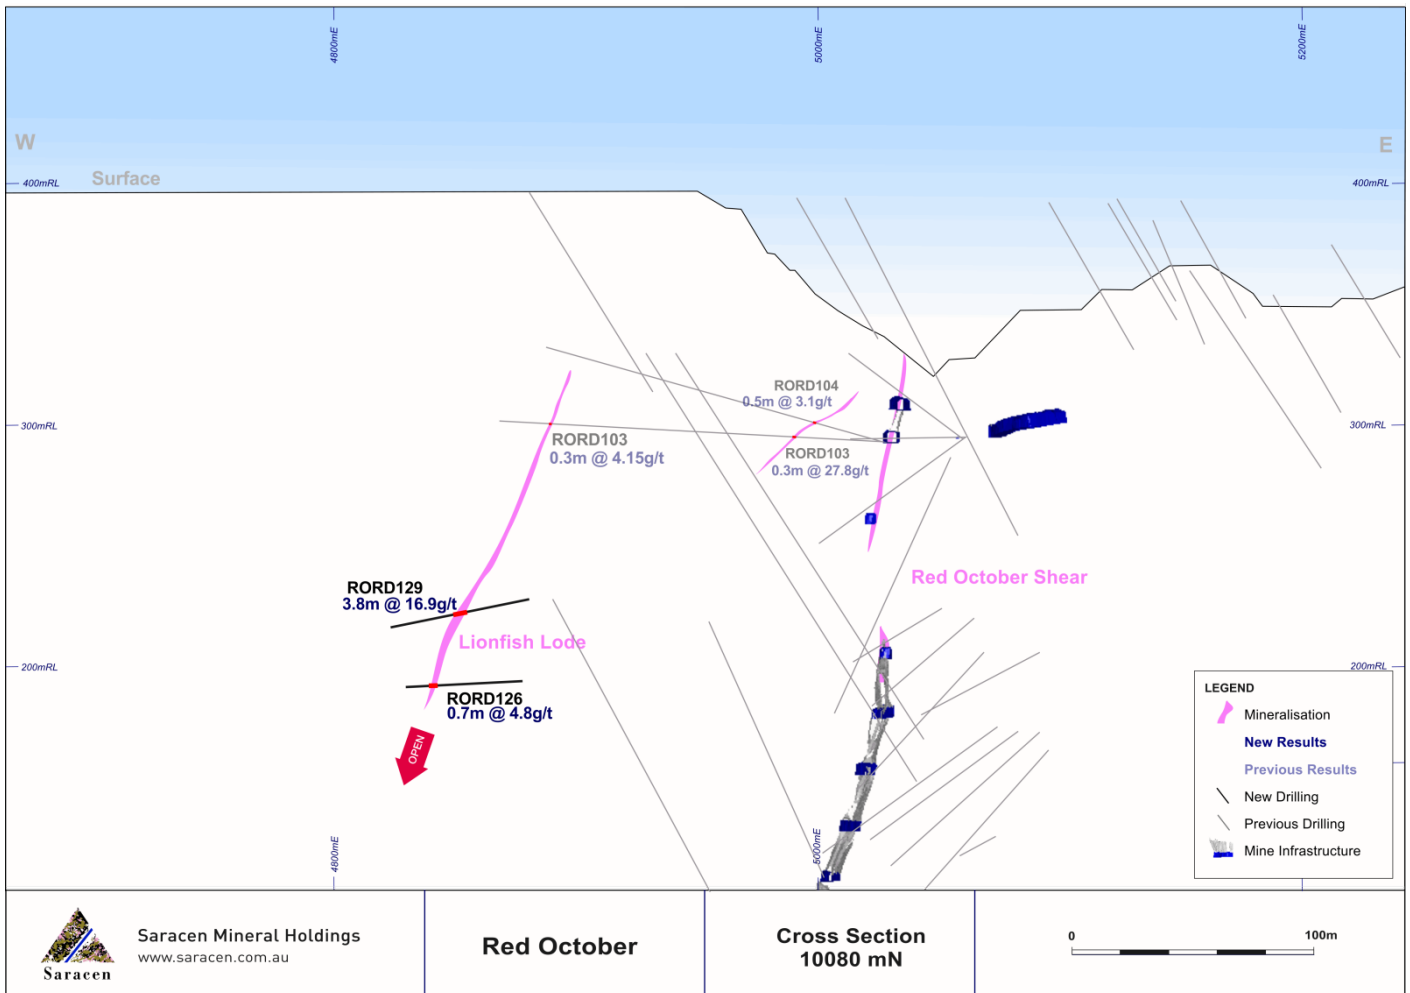 4800mE
5000mE
5200mE
W
E
Surface
400mRL
400mRL
RORD104
0.5m @ 3.1g/t
300mRL
300mRL
RORD103
0.3m @ 4.15g/t
RORD103
0.3m @ 27.8g/t
Red October Shear
RORD129
3.8m @ 16.9g/t
Lionfish Lode
200mRL
200mRL
RORD126
0.7m @ 4.8g/t
OPEN
LEGEND
Mineralisation
New Results
Previous Results
New Drilling
Previous Drilling
Mine Infrastructure
4800mE
5000mE
Saracen
Saracen Mineral Holdings
www.saracen.com.au
Red October
Cross Section
10080 mN
0
100m